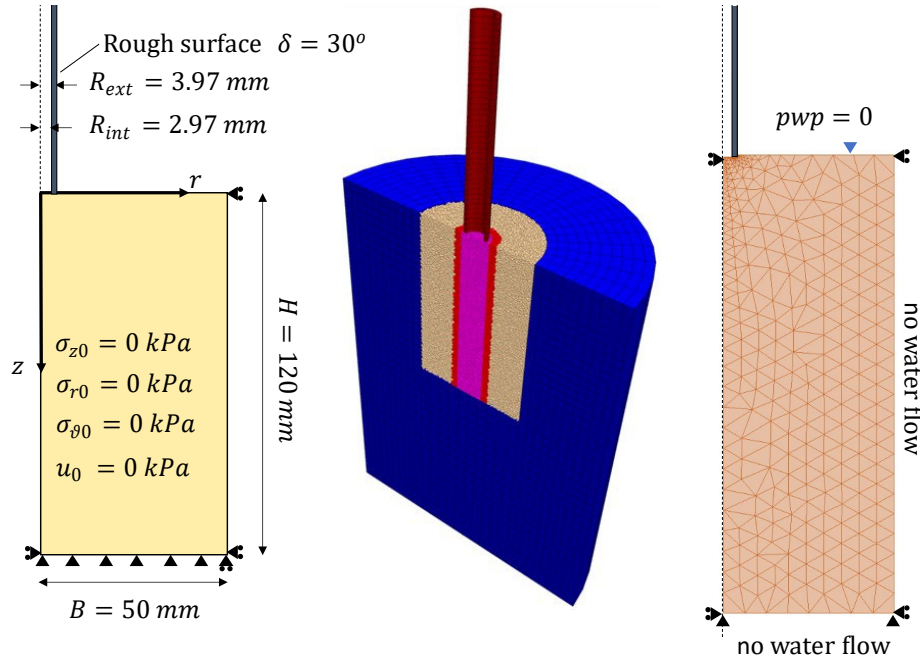 Rough surface δ = 30º
R_ext = 3.97 mm
R_int = 2.97 mm
r
z
σ_z0 = 0 kPa
σ_r0 = 0 kPa
σ_ϑ0 = 0 kPa
u_0 = 0 kPa
H = 120 mm
B = 50 mm
pwp = 0
no water flow
no water flow